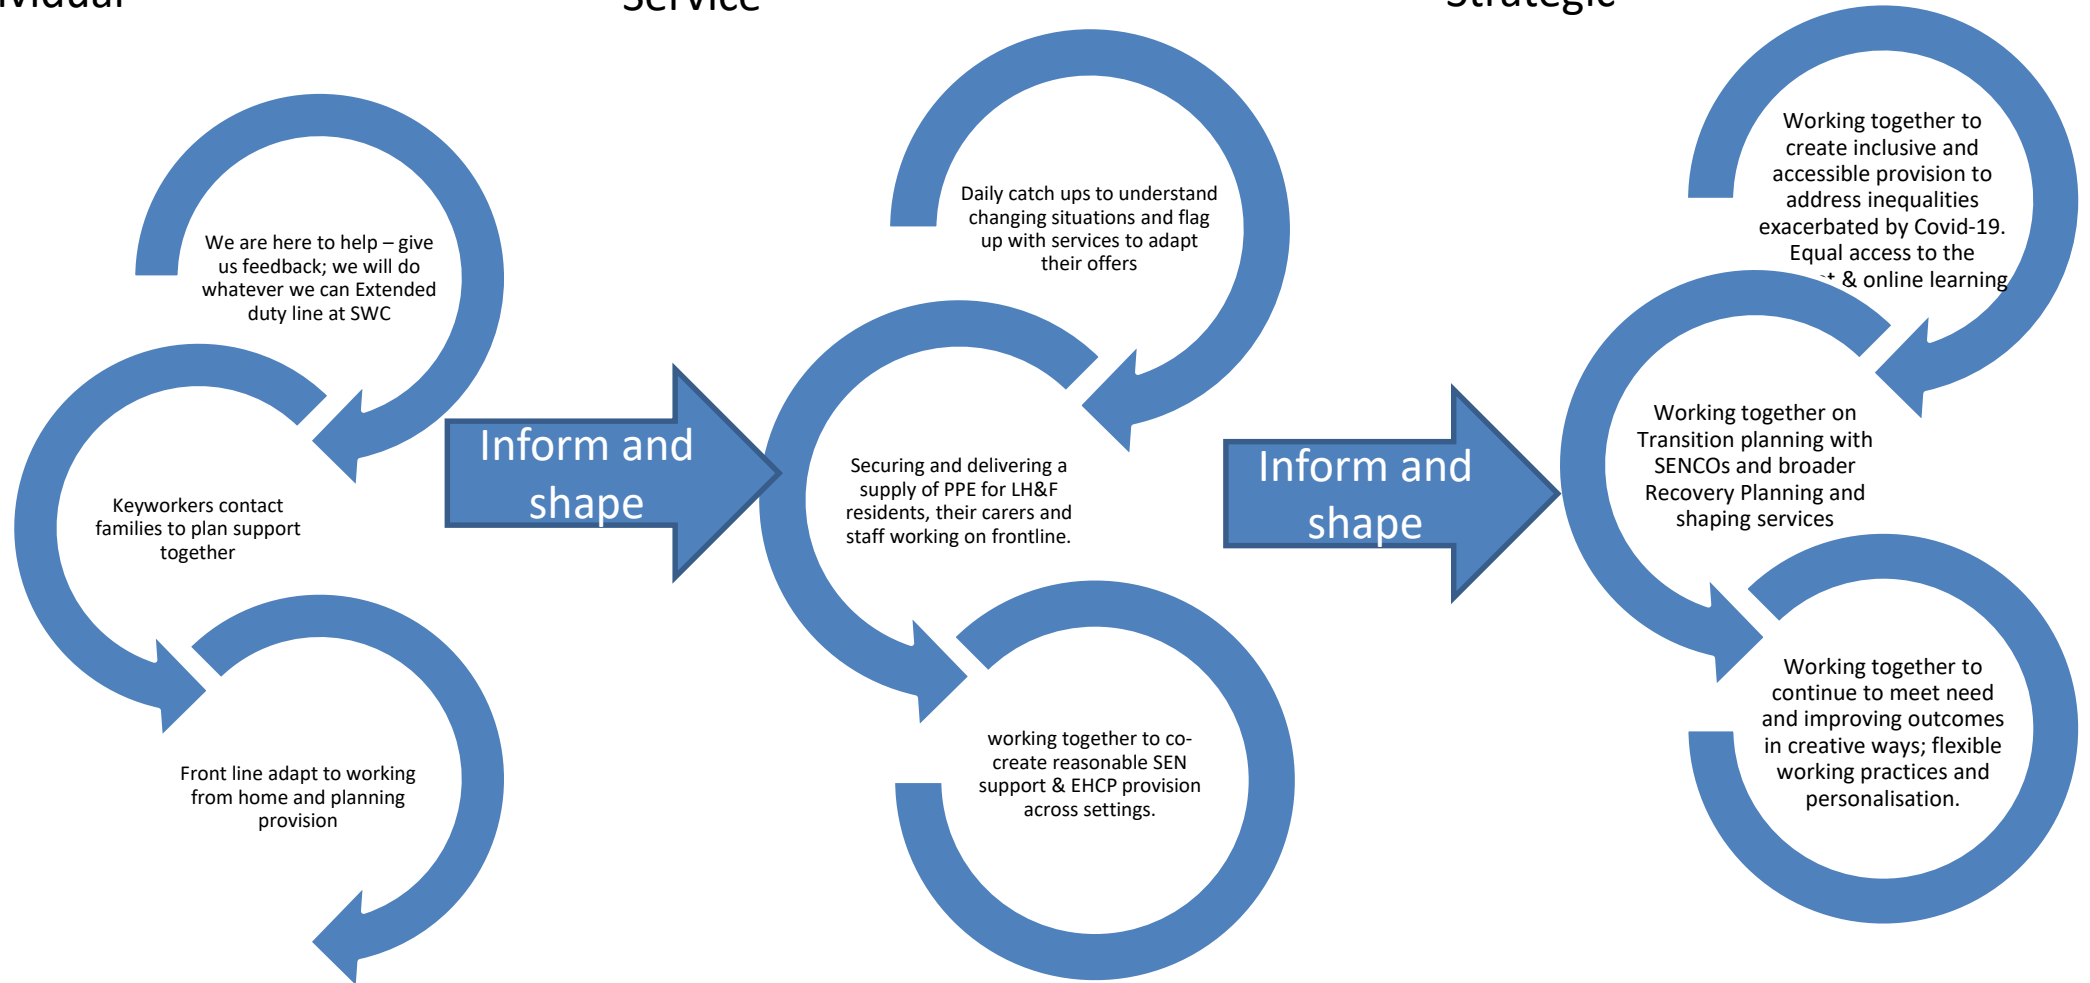 Service
Strategic
We are here to help – give
us feedback; we will do
whatever we can Extended
duty line at SWC
Keyworkers contact
families to plan support
together
Front line adapt to working
from home and planning
provision
Inform and
shape
Daily catch ups to understand
changing situations and flag
up with services to adapt
their offers
Securing and delivering a
supply of PPE for LH&F
residents, their carers and
staff working on frontline.
working together to co-
create reasonable SEN
support & EHCP provision
across settings.
Inform and
shape
Working together to
create inclusive and
accessible provision to
address inequalities
exacerbated by Covid-19.
Equal access to the
& online learning
Working together on
Transition planning with
SENCOs and broader
Recovery Planning and
shaping services
Working together to
continue to meet need
and improving outcomes
in creative ways; flexible
working practices and
personalisation.